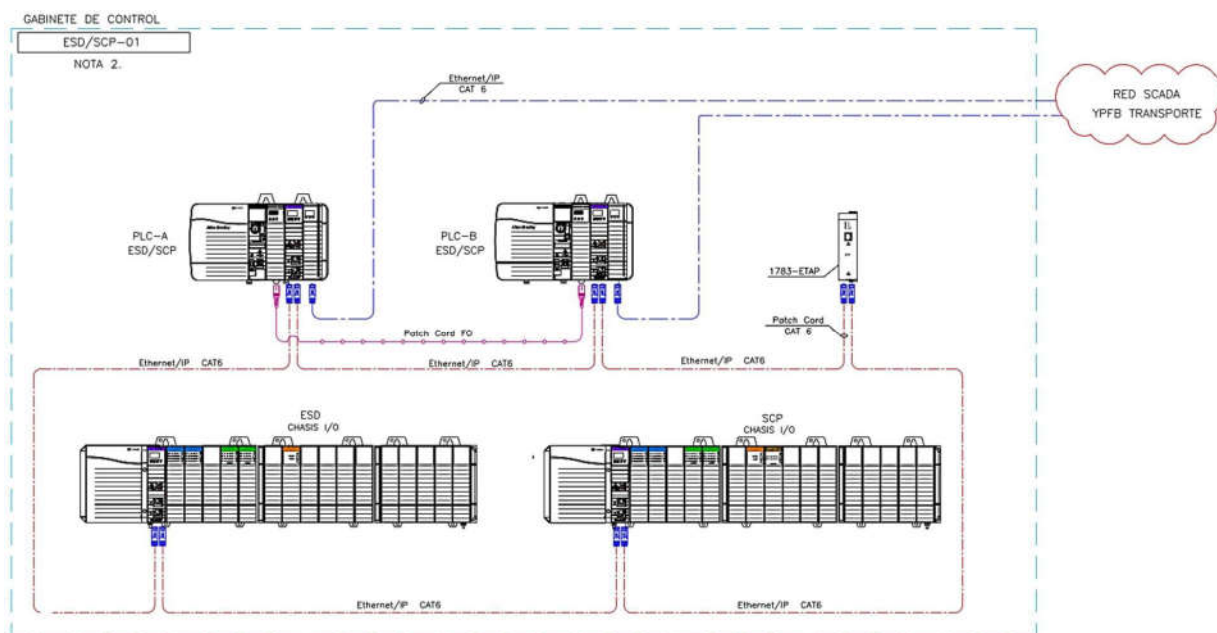 GABINETE DE CONTROL
ESD/SCP-01
NOTA 2.
Ethernet/IP
CAT 6
RED SCADA
YPFB TRANSPORTE
PLC-A
ESD/SCP
PLC-B
ESD/SCP
1783-ETAP
Patch Cord FO
Patch Cord
CAT 6
Ethernet/IP CAT6
Ethernet/IP CAT6
Ethernet/IP CAT6
ESD
CHASIS I/O
SCP
CHASIS I/O
Ethernet/IP CAT6
Ethernet/IP CAT6